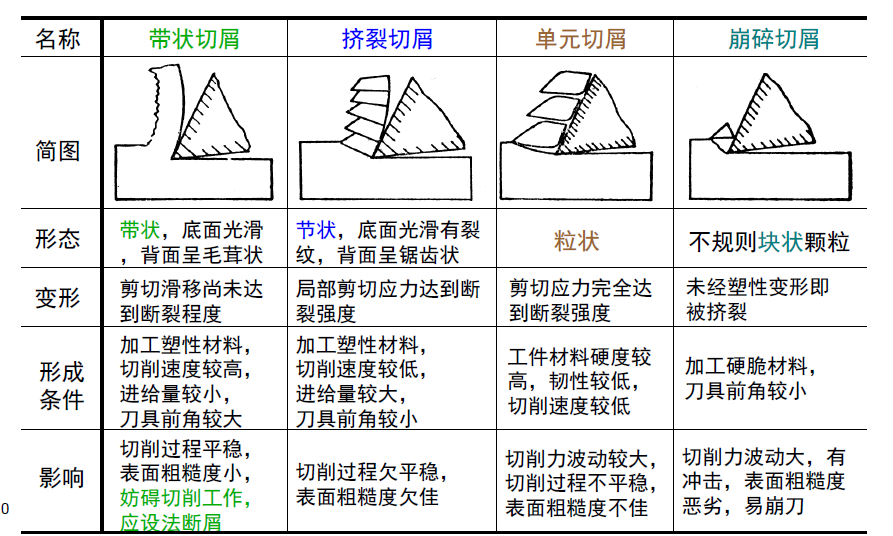 名称 带状切屑 挤裂切屑 单元切屑 崩碎切屑
简图
形态
带状，底面光滑
，背面呈毛茸状
节状，底面光滑有裂
纹，背面呈锯齿状
粒状
不规则块状颗粒
变形
剪切滑移尚未达
到断裂程度
局部剪切应力达到断
裂强度
剪切应力完全达
到断裂强度
未经塑性变形即
被挤裂
形成
条件
加工塑性材料，
切削速度较高，
进给量较小，
刀具前角较大
加工塑性材料，
切削速度较低，
进给量较大，
刀具前角较小
工件材料硬度较
高，韧性较低，
切削速度较低
加工硬脆材料，
刀具前角较小
影响
切削过程平稳，
表面粗糙度小，
妨碍切削工作，
应设法断屑
切削过程欠平稳，
表面粗糙度欠佳
切削力波动较大，
切削过程不平稳，
表面粗糙度不佳
切削力波动大，有
冲击，表面粗糙度
恶劣，易崩刀
0